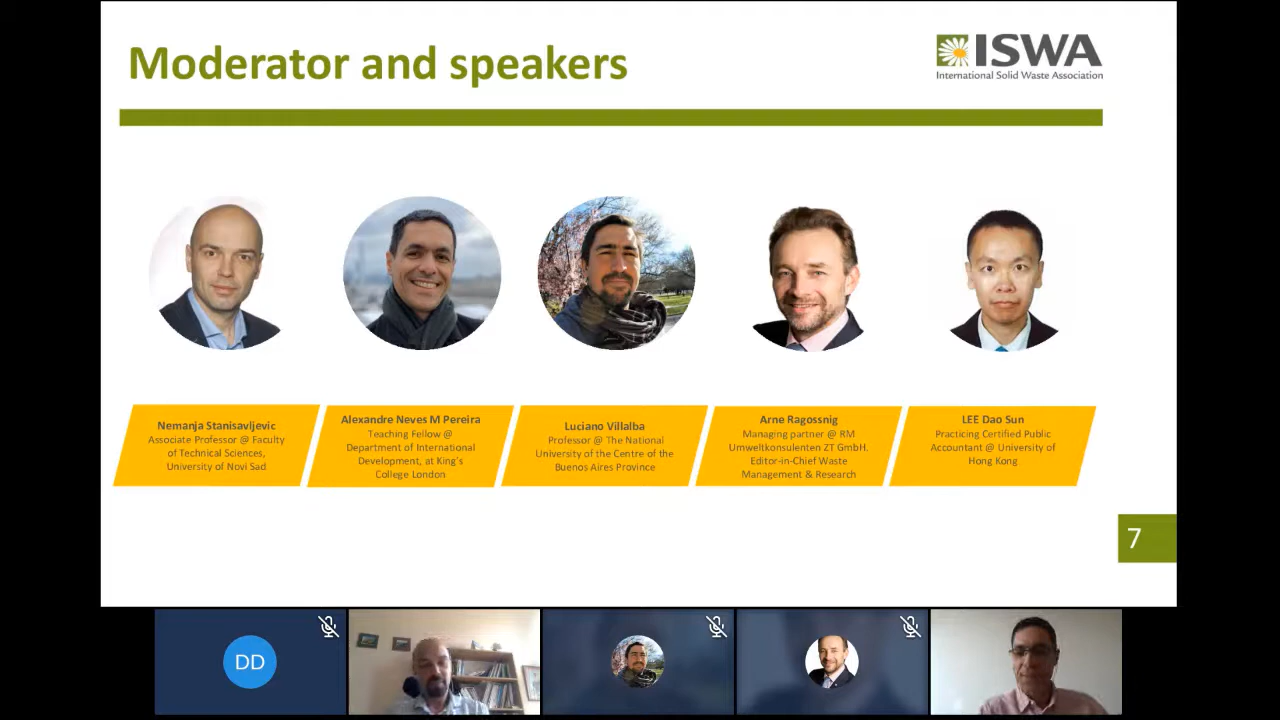 Moderator and speakers
ISWA
International Solid Waste Association
Nemanja Stanisavljevic
Associate Professor @ Faculty
of Technical Sciences,
University of Novi Sad
Alexandre Neves M Pereira
Teaching Fellow @
Department of International
Development, at King's
College London
Luciano Villalba
Professor @ The National
University of the Centre of the
Buenos Aires Province
Arne Ragossnig
Managing partner @ RM
Umweltkonsulenten ZT GmbH.
Editor-in-Chief Waste
Management & Research
LEE Dao Sun
Practicing Certified Public
Accountant @ University of
Hong Kong
7
DD